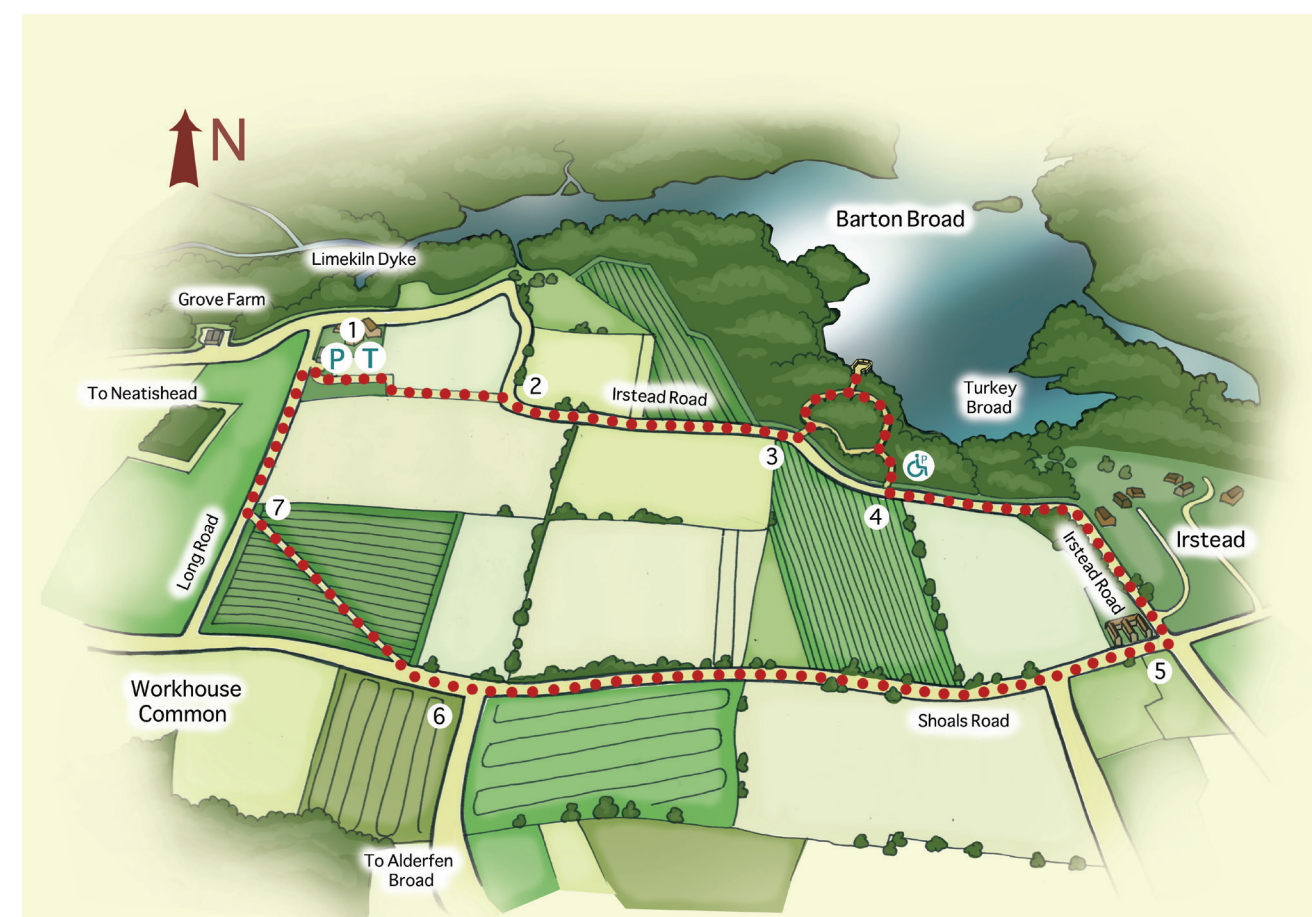 N
Barton Broad
Limekiln Dyke
Grove Farm
1
P T
To Neatishead
2
Irstead Road
Turkey
Broad
3
P
4
7
Long Road
Irstead
Irstead Road
5
Workhouse
Common
6
Shoals Road
To Alderfen
Broad